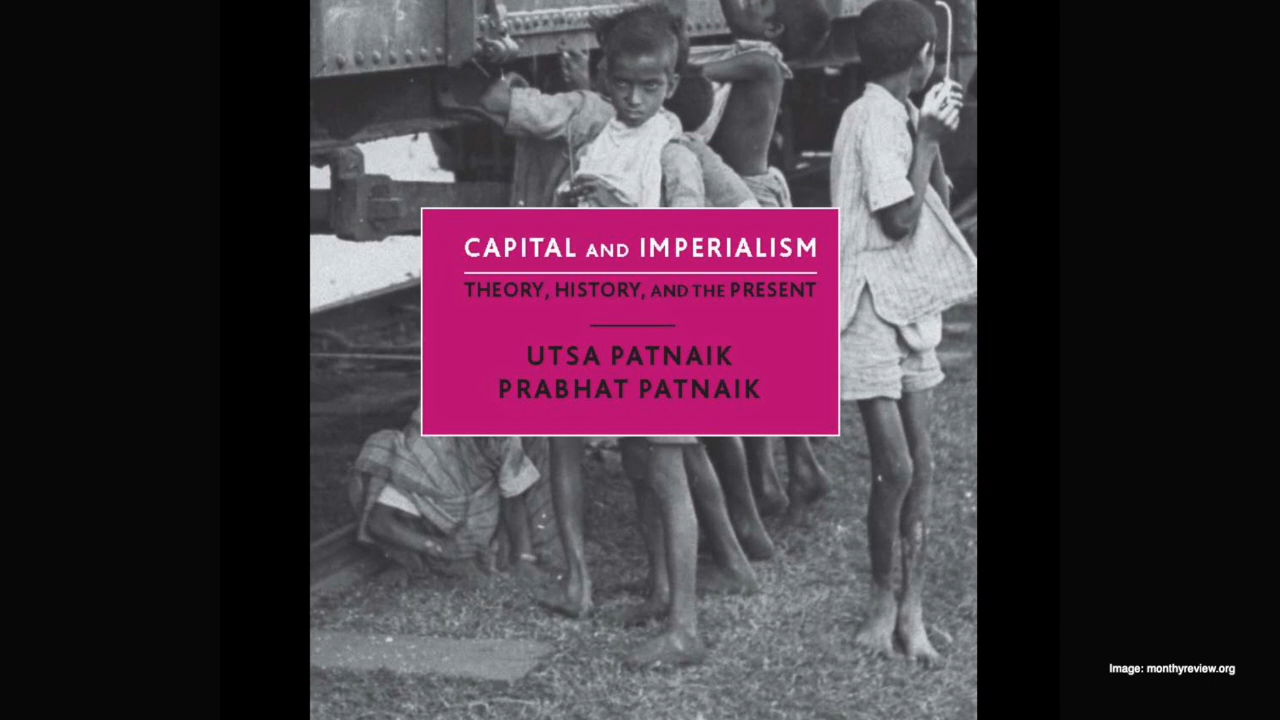 CAPITAL AND IMPERIALISM
THEORY, HISTORY, AND THE PRESENT
UTSA PATNAIK
PRABHAT PATNAIK
Image: monthyreview.org